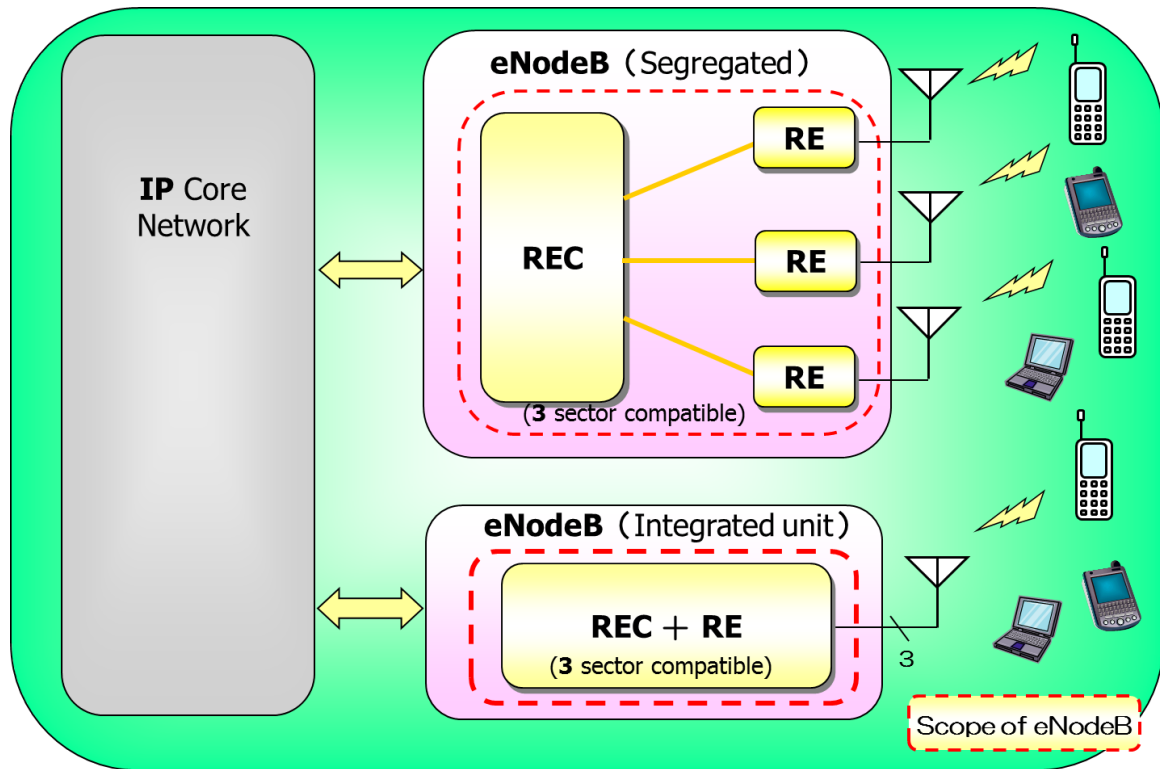 IP Core
Network
eNodeB (Segregated)
REC
RE
RE
RE
(3 sector compatible)
eNodeB (Integrated unit)
REC + RE
(3 sector compatible)
3
Scope of eNodeB